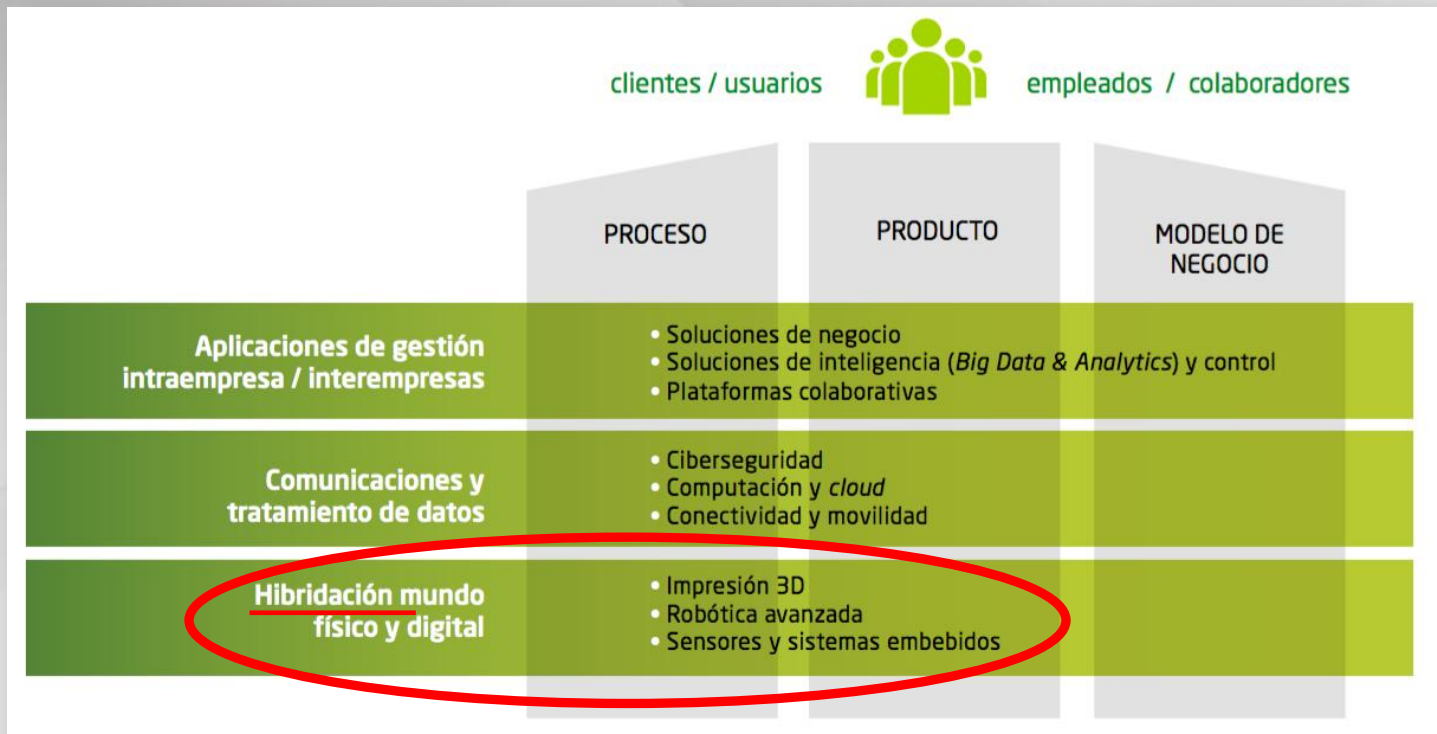 clientes / usuarios
empleados / colaboradores
PROCESO
PRODUCTO
MODELO DE
NEGOCIO
Aplicaciones de gestión
intraempresa / interempresas
• Soluciones de negocio
• Soluciones de inteligencia (Big Data & Analytics) y control
• Plataformas colaborativas
Comunicaciones y
tratamiento de datos
• Ciberseguridad
• Computación y cloud
• Conectividad y movilidad
Hibridación mundo
físico y digital
• Impresión 3D
• Robótica avanzada
• Sensores y sistemas embebidos